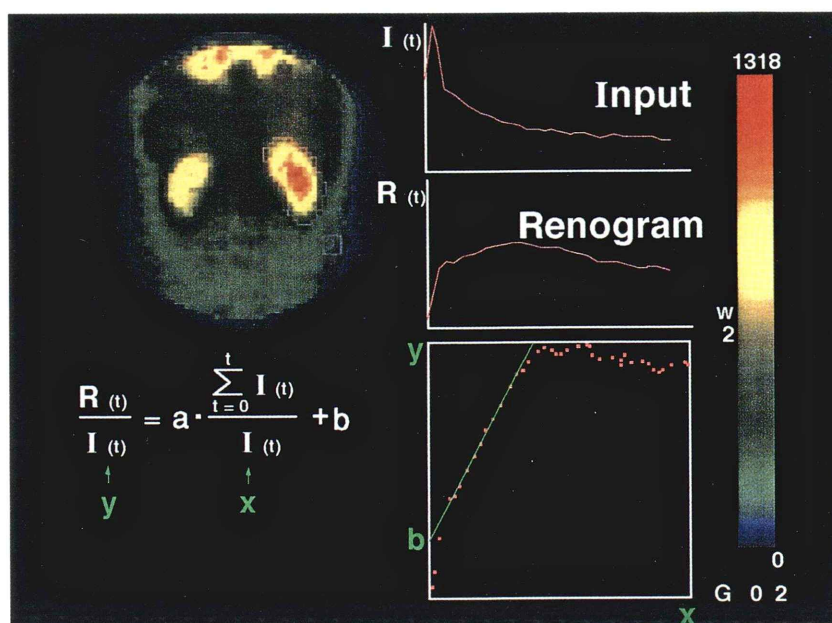 I (t)
Input
R (t)
Renogram
1318
W
2
0
G 0 2
y
b
x
R (t) / I (t) = a · ∑ t t = 0 I (t) / I (t) + b
y
x